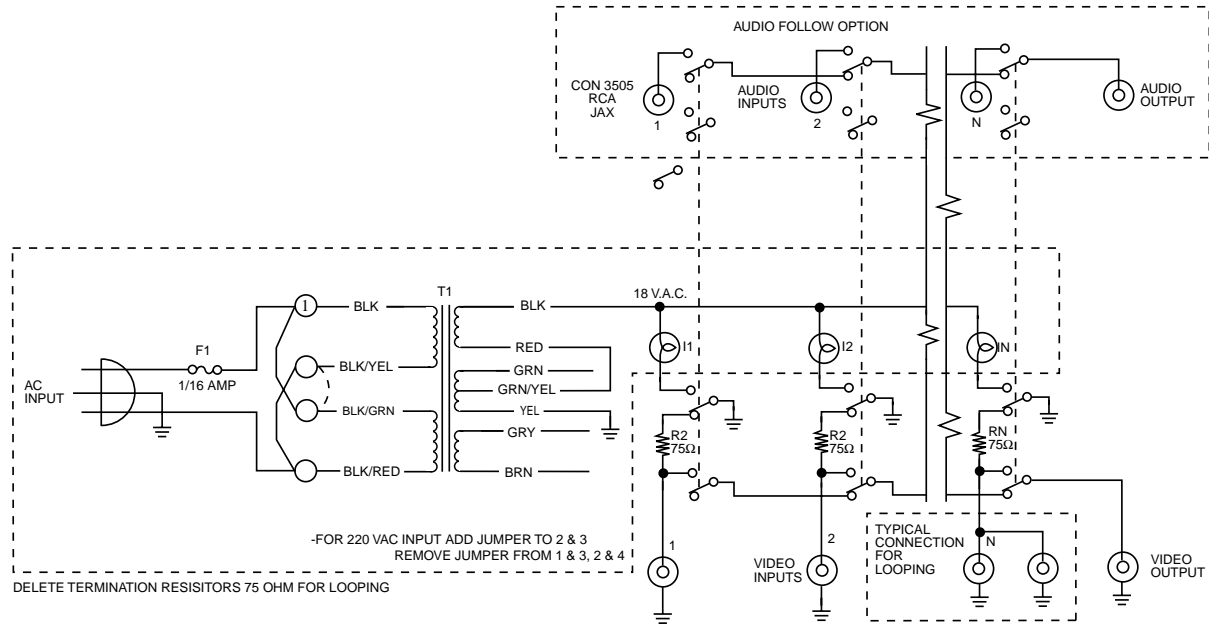 AUDIO FOLLOW OPTION
CON 3505
RCA
JAX
1
AUDIO
INPUTS
2
N
AUDIO
OUTPUT
T1
18 V.A.C.
1
BLK
BLK
F1
1/16 AMP
AC
INPUT
BLK/YEL
BLK/GRN
BLK/RED
RED
GRN
GRN/YEL
YEL
GRY
BRN
I1
I2
IN
R2
75Ω
R2
75Ω
RN
75Ω
-FOR 220 VAC INPUT ADD JUMPER TO 2 & 3
REMOVE JUMPER FROM 1 & 3, 2 & 4
DELETE TERMINATION RESISITORS 75 OHM FOR LOOPING
1
VIDEO
INPUTS
2
TYPICAL
CONNECTION
FOR
LOOPING
N
VIDEO
OUTPUT